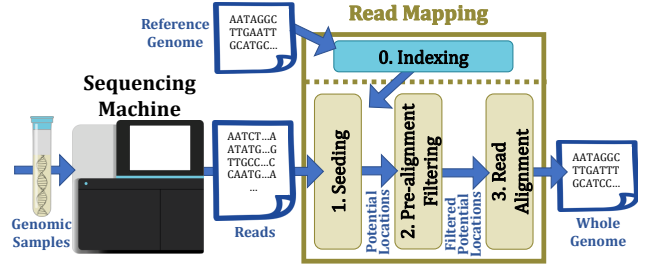 Read Mapping
Reference
Genome
AATAGGC
TTGAATT
GCATGC...
0. Indexing
Sequencing
Machine
Genomic
Samples
AATCT...A
ATATG...G
TTGCC...C
CAATG...A
...
Reads
1. Seeding
Potential
Locations
2. Pre-alignment
Filtering
Filtered
Potential
Locations
3. Read
Alignment
AATAGGC
TTGATTT
GCATCC...
Whole
Genome